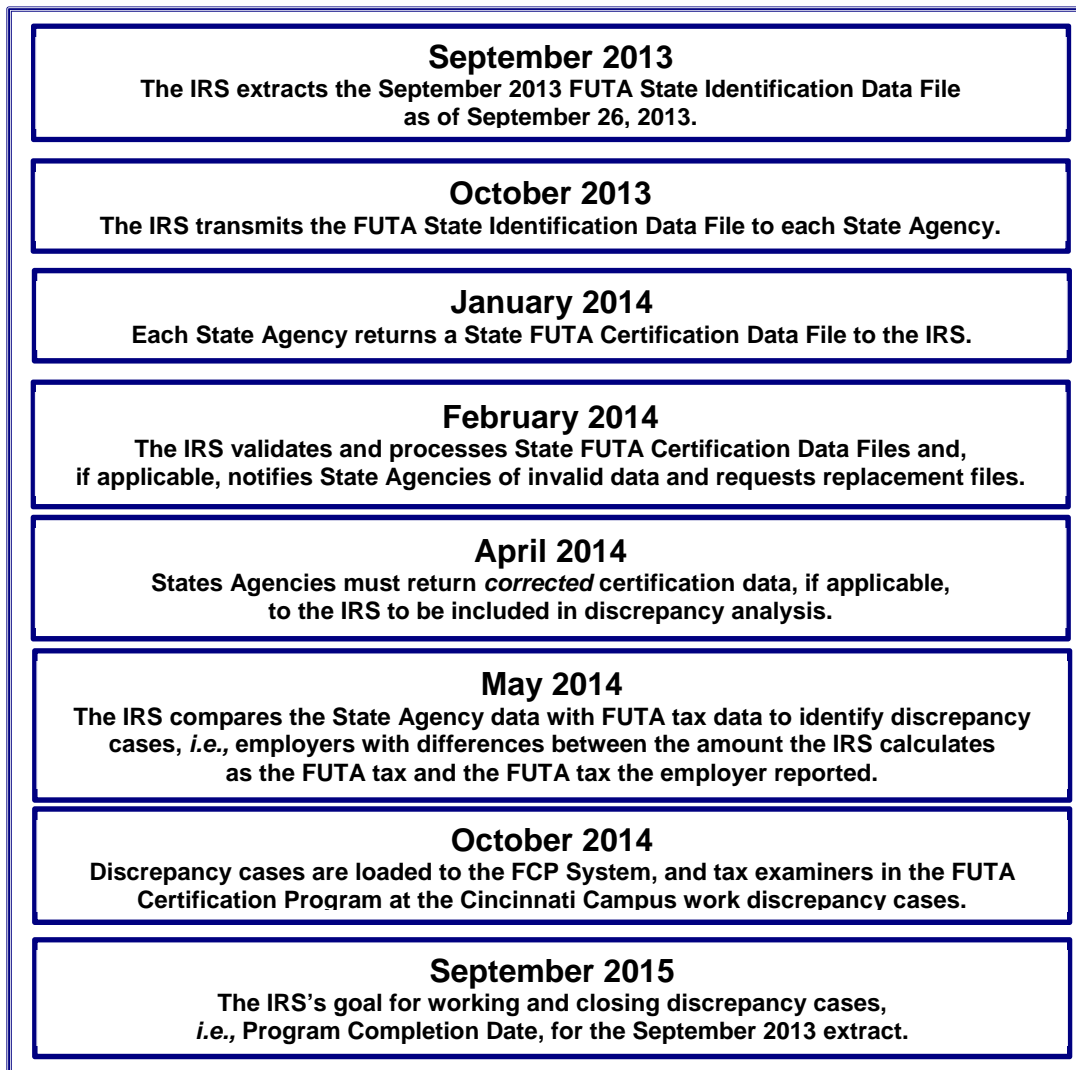 September 2013
The IRS extracts the September 2013 FUTA State Identification Data File
as of September 26, 2013.
October 2013
The IRS transmits the FUTA State Identification Data File to each State Agency.
January 2014
Each State Agency returns a State FUTA Certification Data File to the IRS.
February 2014
The IRS validates and processes State FUTA Certification Data Files and,
if applicable, notifies State Agencies of invalid data and requests replacement files.
April 2014
States Agencies must return corrected certification data, if applicable,
to the IRS to be included in discrepancy analysis.
May 2014
The IRS compares the State Agency data with FUTA tax data to identify discrepancy
cases, i.e., employers with differences between the amount the IRS calculates
as the FUTA tax and the FUTA tax the employer reported.
October 2014
Discrepancy cases are loaded to the FCP System, and tax examiners in the FUTA
Certification Program at the Cincinnati Campus work discrepancy cases.
September 2015
The IRS’s goal for working and closing discrepancy cases,
i.e., Program Completion Date, for the September 2013 extract.